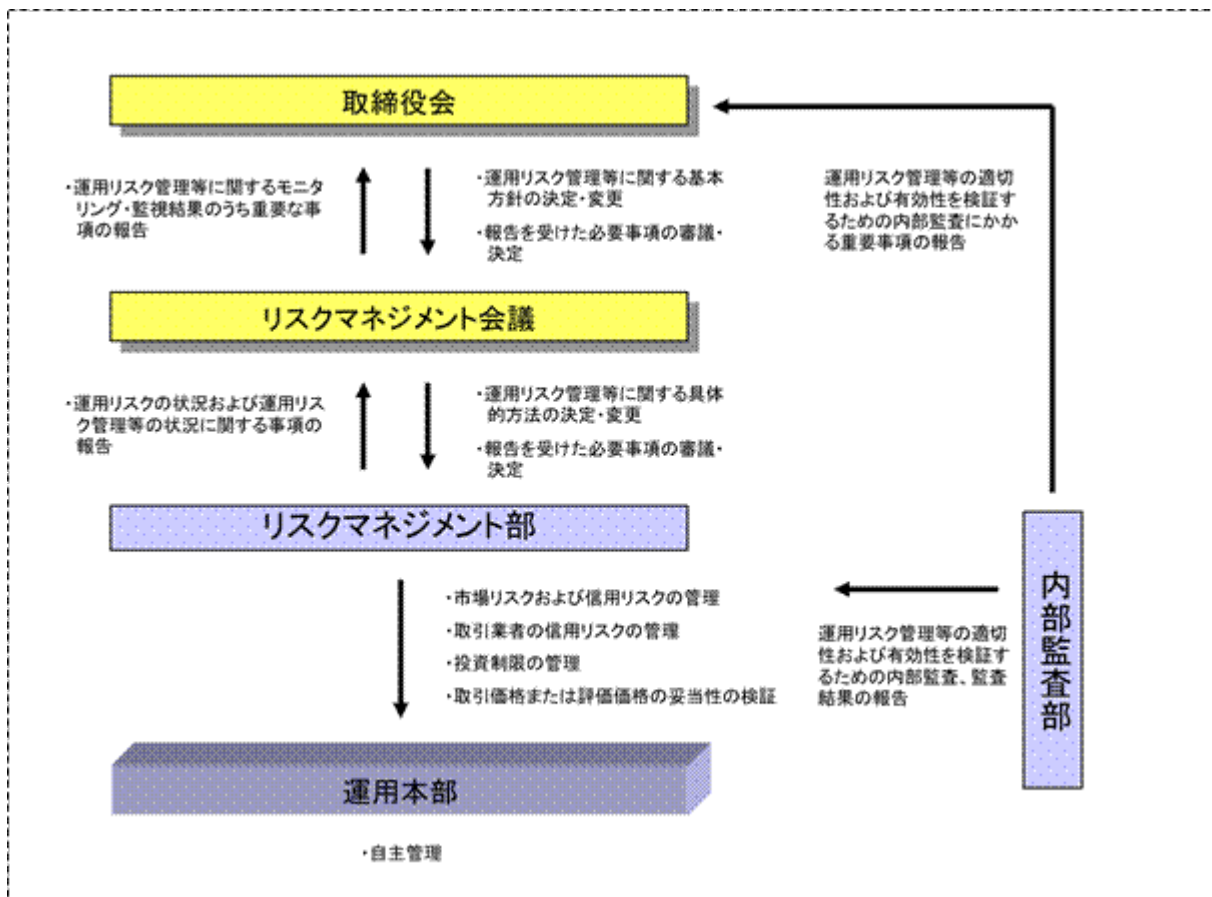 取締役会
・運用リスク管理等に関するモニ
タリング・監視結果のうち重要な事
項の報告
・運用リスク管理等に関する基本
方針の決定・変更
・報告を受けた必要事項の審議・
決定
運用リスク管理等の適切
性および有効性を検証す
るための内部監査にかか
る重要事項の報告
リスクマネジメント会議
・運用リスクの状況および運用リス
ク管理等の状況に関する事項の
報告
・運用リスク管理等に関する具体
的方法の決定・変更
・報告を受けた必要事項の審議・
決定
リスクマネジメント部
・市場リスクおよび信用リスクの管理
・取引業者の信用リスクの管理
・投資制限の管理
・取引価格または評価価格の妥当性の検証
運用リスク管理等の適切
性および有効性を検証す
るための内部監査、監査
結果の報告
内部監査部
運用本部
・自主管理